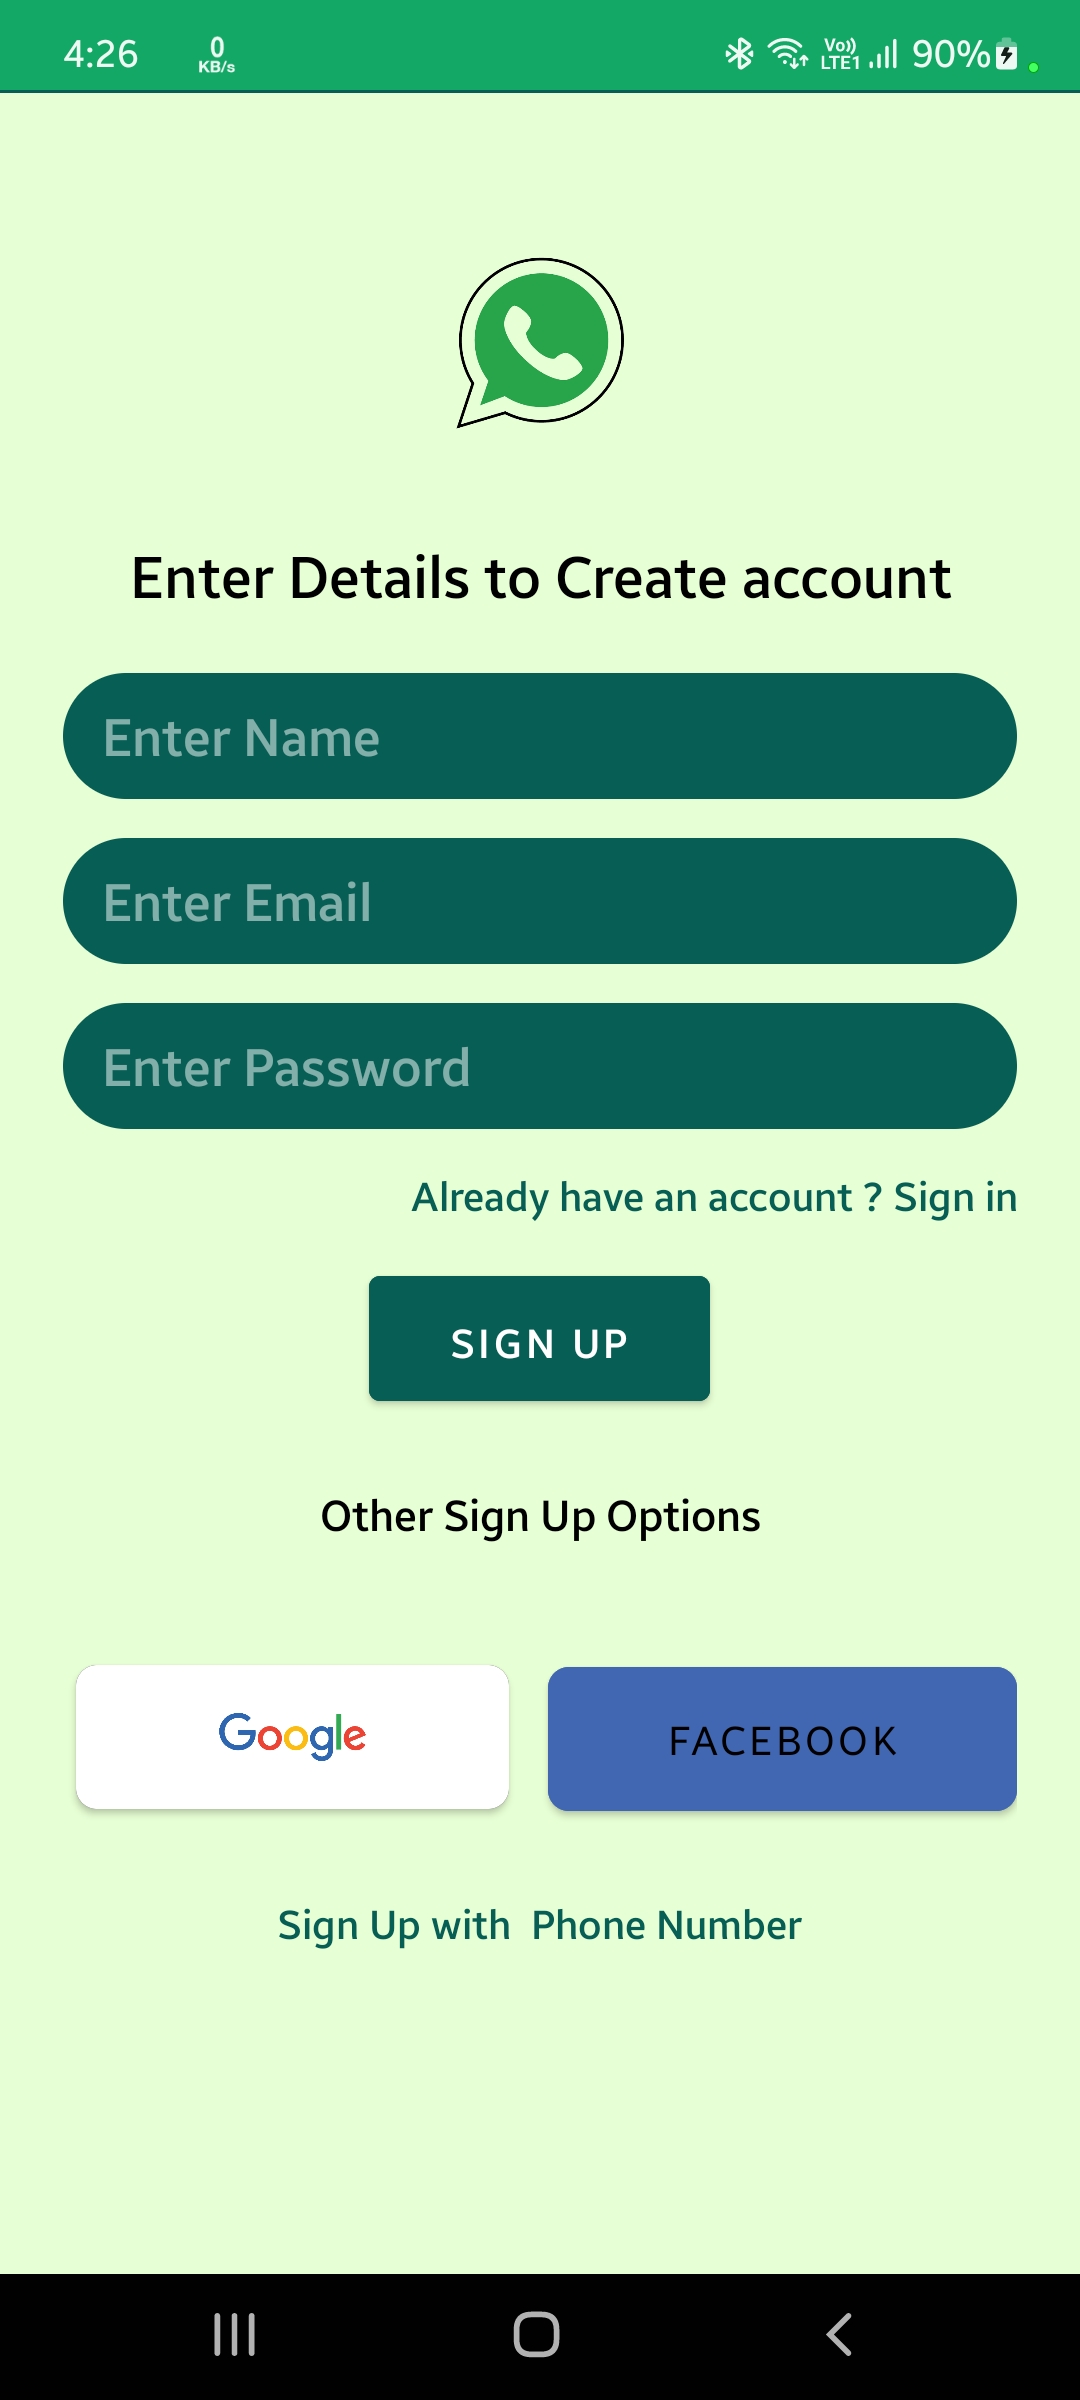 4:26 0 KB/s Vo)) LTE1 90%
Enter Details to Create account
Enter Name
Enter Email
Enter Password
Already have an account ? Sign in
SIGN UP
Other Sign Up Options
Google FACEBOOK
Sign Up with  Phone Number